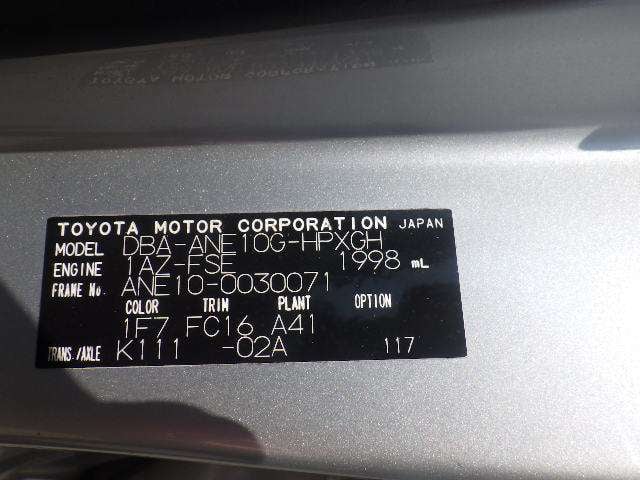 TOYOTA MOTOR CORPORATION JAPAN
MODEL DBA-ANE10G-HPXGH
ENGINE 1AZ-FSE 1998 mL
FRAME No. ANE10-0030071
COLOR TRIM PLANT OPTION
1F7 FC16 A41
TRANS./AXLE K111 -02A 117